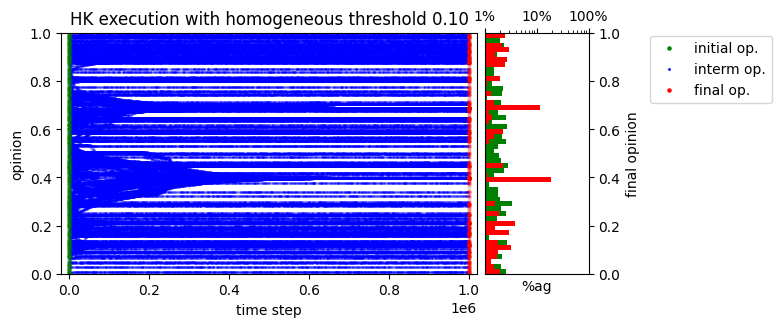 HK execution with homogeneous threshold 0.10
1% 10% 100%
1.0 1.0
0.8 0.8
0.6 0.6
0.4 0.4
0.2 0.2
0.0 0.0
opinion
final opinion
initial op.
interm op.
final op.
0.0 0.2 0.4 0.6 0.8 1.0
%ag
time step
1e6